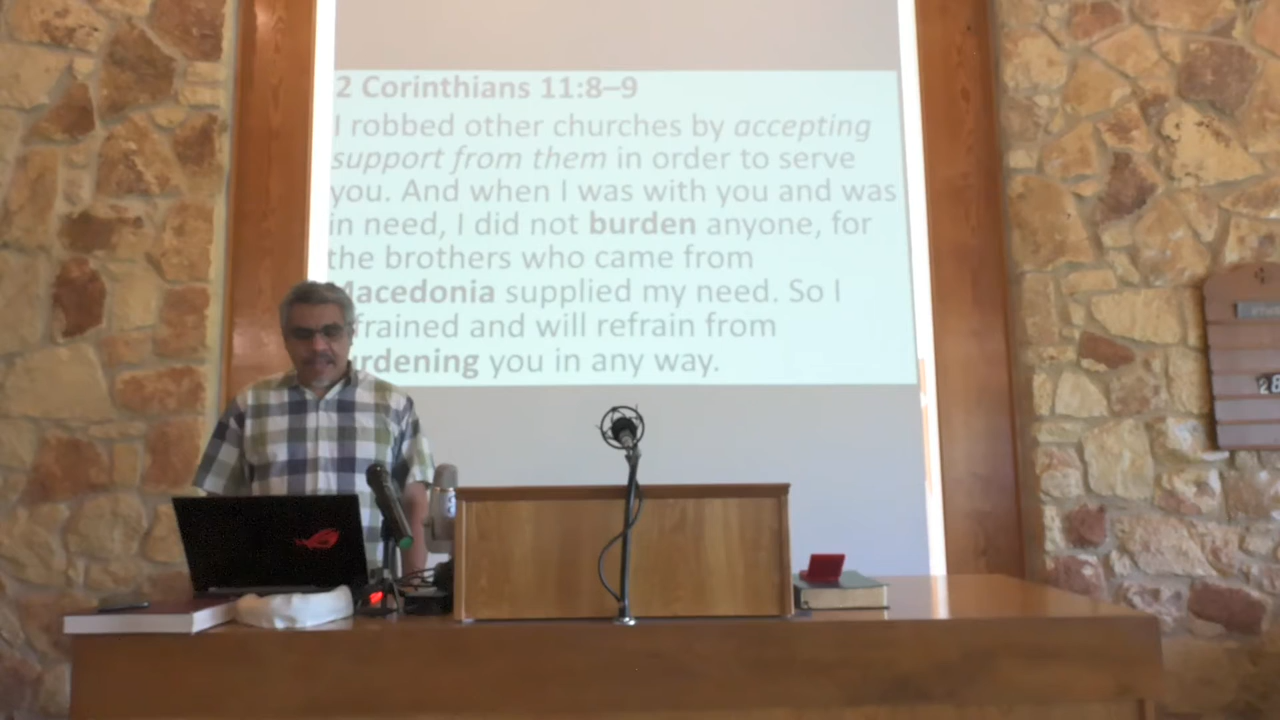 2 Corinthians 11:8–9
I robbed other churches by accepting
support from them in order to serve
you. And when I was with you and was
in need, I did not burden anyone, for
the brothers who came from
Macedonia supplied my need. So I
frained and will refrain from
urdening you in any way.
28